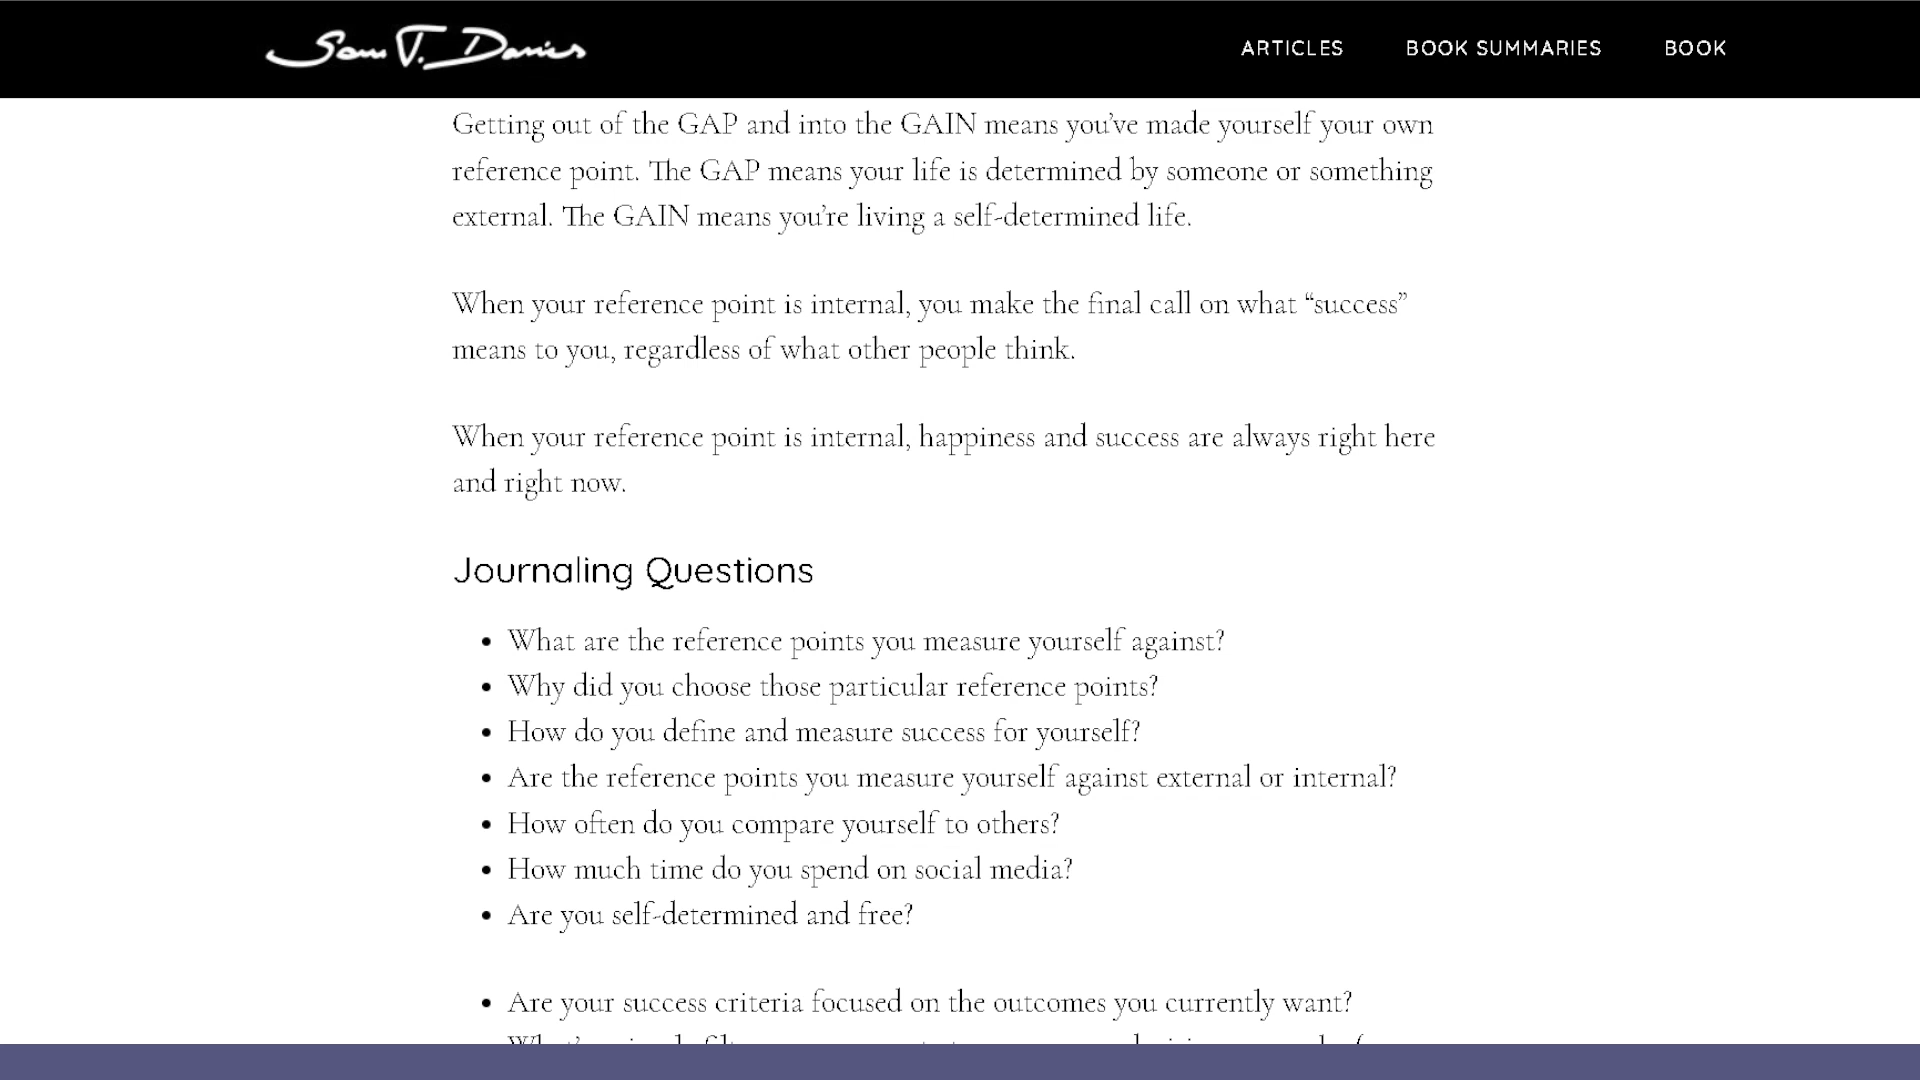 Sam T. Davies
ARTICLES
BOOK SUMMARIES
BOOK
Getting out of the GAP and into the GAIN means you’ve made yourself your own
reference point. The GAP means your life is determined by someone or something
external. The GAIN means you’re living a self-determined life.
When your reference point is internal, you make the final call on what “success”
means to you, regardless of what other people think.
When your reference point is internal, happiness and success are always right here
and right now.
Journaling Questions
• What are the reference points you measure yourself against?
• Why did you choose those particular reference points?
• How do you define and measure success for yourself?
• Are the reference points you measure yourself against external or internal?
• How often do you compare yourself to others?
• How much time do you spend on social media?
• Are you self-determined and free?
• Are your success criteria focused on the outcomes you currently want?